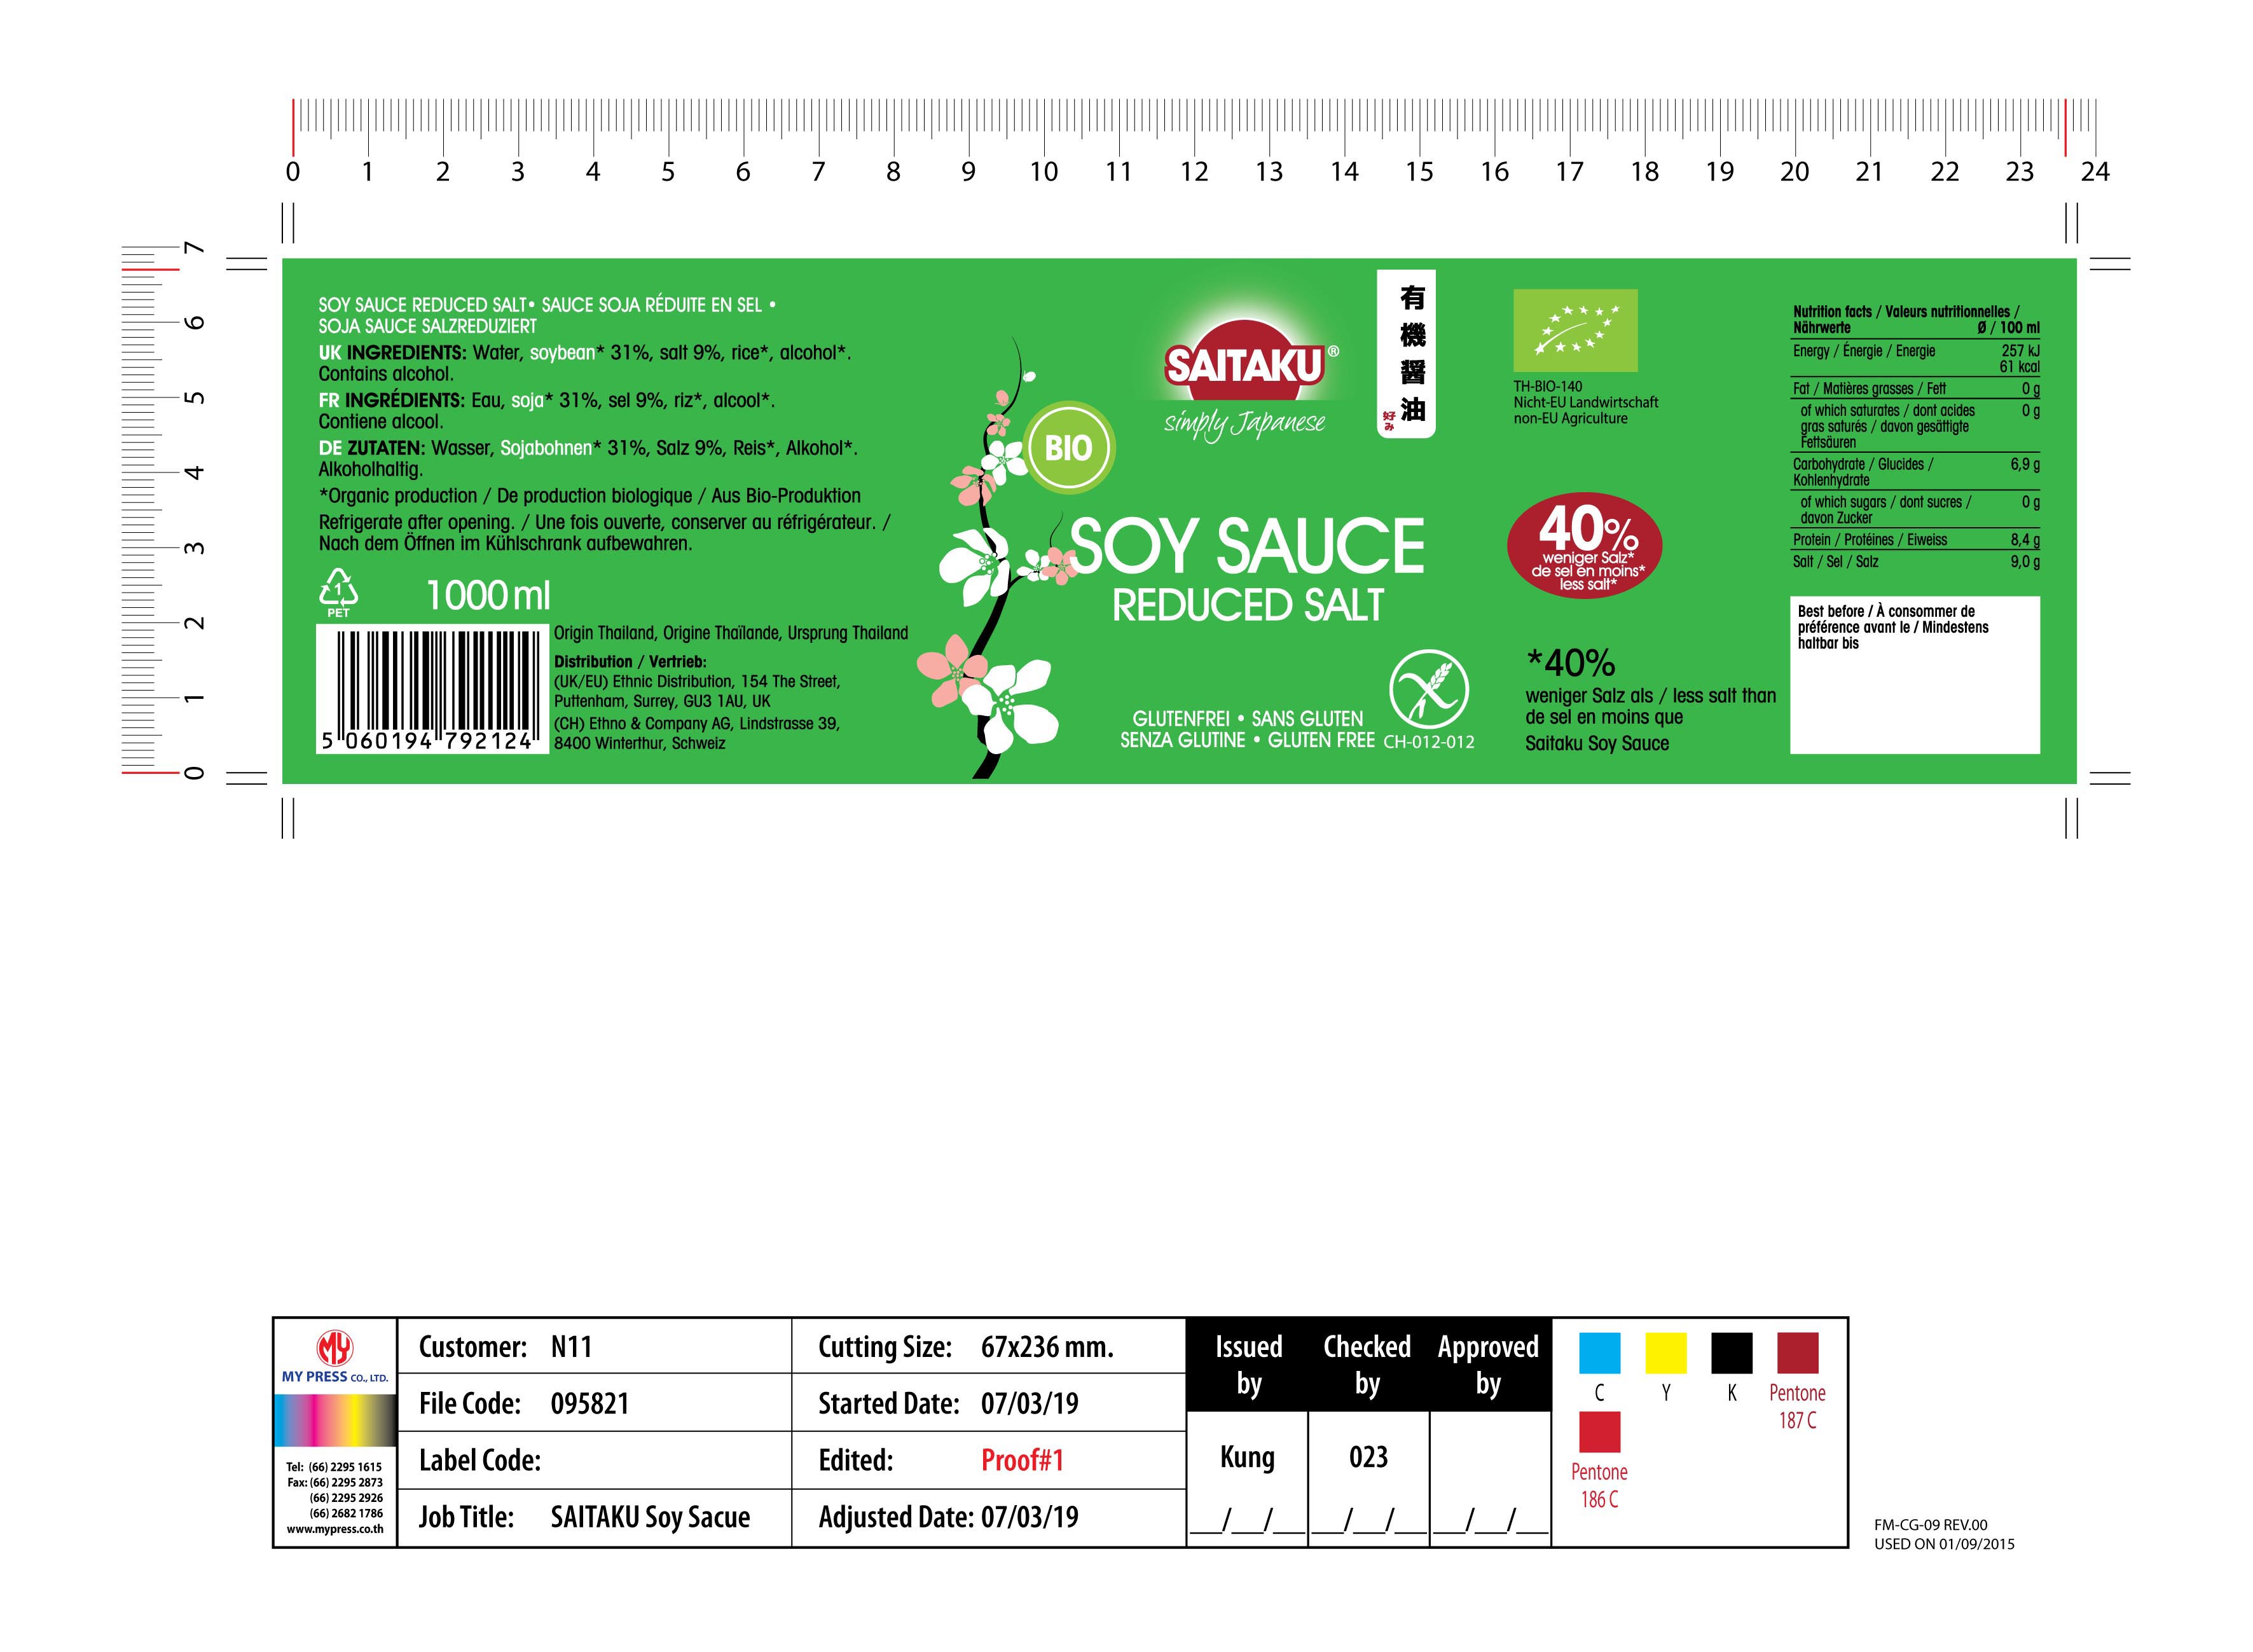 0 1 2 3 4 5 6 7 8 9 10 11 12 13 14 15 16 17 18 19 20 21 22 23 24
7
6
5
4
3
2
1
0
SOY SAUCE REDUCED SALT• SAUCE SOJA RÉDUITE EN SEL •
SOJA SAUCE SALZREDUZIERT
UK INGREDIENTS: Water, soybean* 31%, salt 9%, rice*, alcohol*.
Contains alcohol.
FR INGRÉDIENTS: Eau, soja* 31%, sel 9%, riz*, alcool*.
Contiene alcool.
DE ZUTATEN: Wasser, Sojabohnen* 31%, Salz 9%, Reis*, Alkohol*.
Alkoholhaltig.
*Organic production / De production biologique / Aus Bio-Produktion
Refrigerate after opening. / Une fois ouverte, conserver au réfrigérateur. /
Nach dem Öffnen im Kühlschrank aufbewahren.
1
PET
1000 ml
5 060194 792124
Origin Thailand, Origine Thaïlande, Ursprung Thailand
Distribution / Vertrieb:
(UK/EU) Ethnic Distribution, 154 The Street,
Puttenham, Surrey, GU3 1AU, UK
(CH) Ethno & Company AG, Lindstrasse 39,
8400 Winterthur, Schweiz
BIO
SAITAKU®
simply Japanese
有機醤油
好み
SOY SAUCE
REDUCED SALT
GLUTENFREI • SANS GLUTEN
SENZA GLUTINE • GLUTEN FREE
CH-012-012
TH-BIO-140
Nicht-EU Landwirtschaft
non-EU Agriculture
40%
weniger Salz*
de sel en moins*
less salt*
*40%
weniger Salz als / less salt than
de sel en moins que
Saitaku Soy Sauce
Nutrition facts / Valeurs nutritionnelles /
Nährwerte Ø / 100 ml
Energy / Énergie / Energie 257 kJ
61 kcal
Fat / Matières grasses / Fett 0 g
of which saturates / dont acides 0 g
gras saturés / davon gesättigte
Fettsäuren
Carbohydrate / Glucides / 6,9 g
Kohlenhydrate
of which sugars / dont sucres / 0 g
davon Zucker
Protein / Protéines / Eiweiss 8,4 g
Salt / Sel / Salz 9,0 g
Best before / À consommer de
préférence avant le / Mindestens
haltbar bis
MY
MY PRESS CO., LTD.
Tel: (66) 2295 1615
Fax: (66) 2295 2873
(66) 2295 2926
(66) 2682 1786
www.mypress.co.th
Customer: N11
File Code: 095821
Label Code:
Job Title: SAITAKU Soy Sacue
Cutting Size: 67x236 mm.
Started Date: 07/03/19
Edited: Proof#1
Adjusted Date: 07/03/19
Issued by
Checked by
Approved by
Kung
023
__/__/__ __/__/__ __/__/__
C
Y
K
Pentone
187 C
Pentone
186 C
FM-CG-09 REV.00
USED ON 01/09/2015